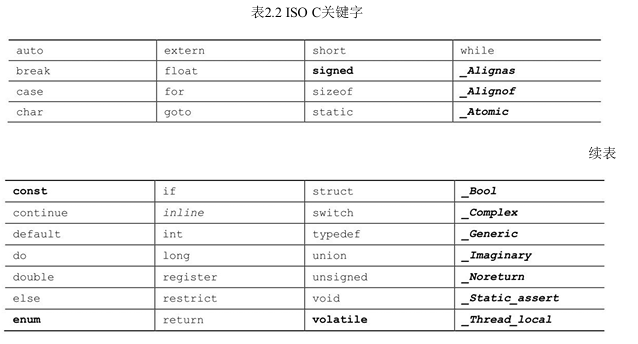 表2.2 ISO C关键字
auto extern short while
break float signed _Alignas
case for sizeof _Alignof
char goto static _Atomic
续表
const if struct _Bool
continue inline switch _Complex
default int typedef _Generic
do long union _Imaginary
double register unsigned _Noreturn
else restrict void _Static_assert
enum return volatile _Thread_local